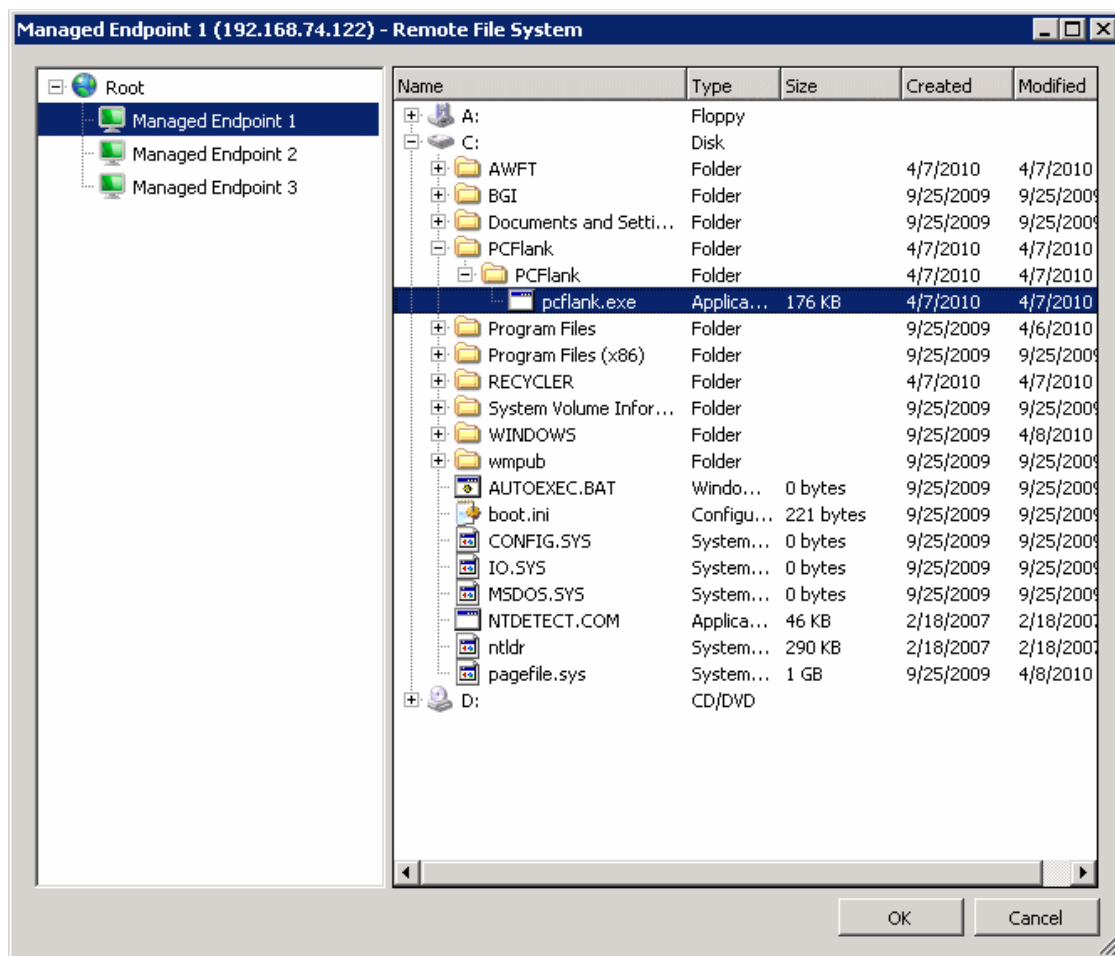 Managed Endpoint 1 (192.168.74.122) - Remote File System
Root
Managed Endpoint 1
Managed Endpoint 2
Managed Endpoint 3
Name Type Size Created Modified
A: Floppy
C: Disk
AWFT Folder 4/7/2010 4/7/2010
BGI Folder 9/25/2009 9/25/2009
Documents and Setti... Folder 9/25/2009 9/25/2009
PCFlank Folder 4/7/2010 4/7/2010
PCFlank Folder 4/7/2010 4/7/2010
pcflank.exe Applica... 176 KB 4/7/2010 4/7/2010
Program Files Folder 9/25/2009 4/6/2010
Program Files (x86) Folder 9/25/2009 9/25/2009
RECYCLER Folder 4/7/2010 4/7/2010
System Volume Infor... Folder 9/25/2009 9/25/2009
WINDOWS Folder 9/25/2009 4/8/2010
wmpub Folder 9/25/2009 9/25/2009
AUTOEXEC.BAT Windo... 0 bytes 9/25/2009 9/25/2009
boot.ini Configu... 221 bytes 9/25/2009 9/25/2009
CONFIG.SYS System... 0 bytes 9/25/2009 9/25/2009
IO.SYS System... 0 bytes 9/25/2009 9/25/2009
MSDOS.SYS System... 0 bytes 9/25/2009 9/25/2009
NTDETECT.COM Applica... 46 KB 2/18/2007 2/18/2007
ntldr System... 290 KB 2/18/2007 2/18/2007
pagefile.sys System... 1 GB 9/25/2009 4/8/2010
D: CD/DVD
OK Cancel